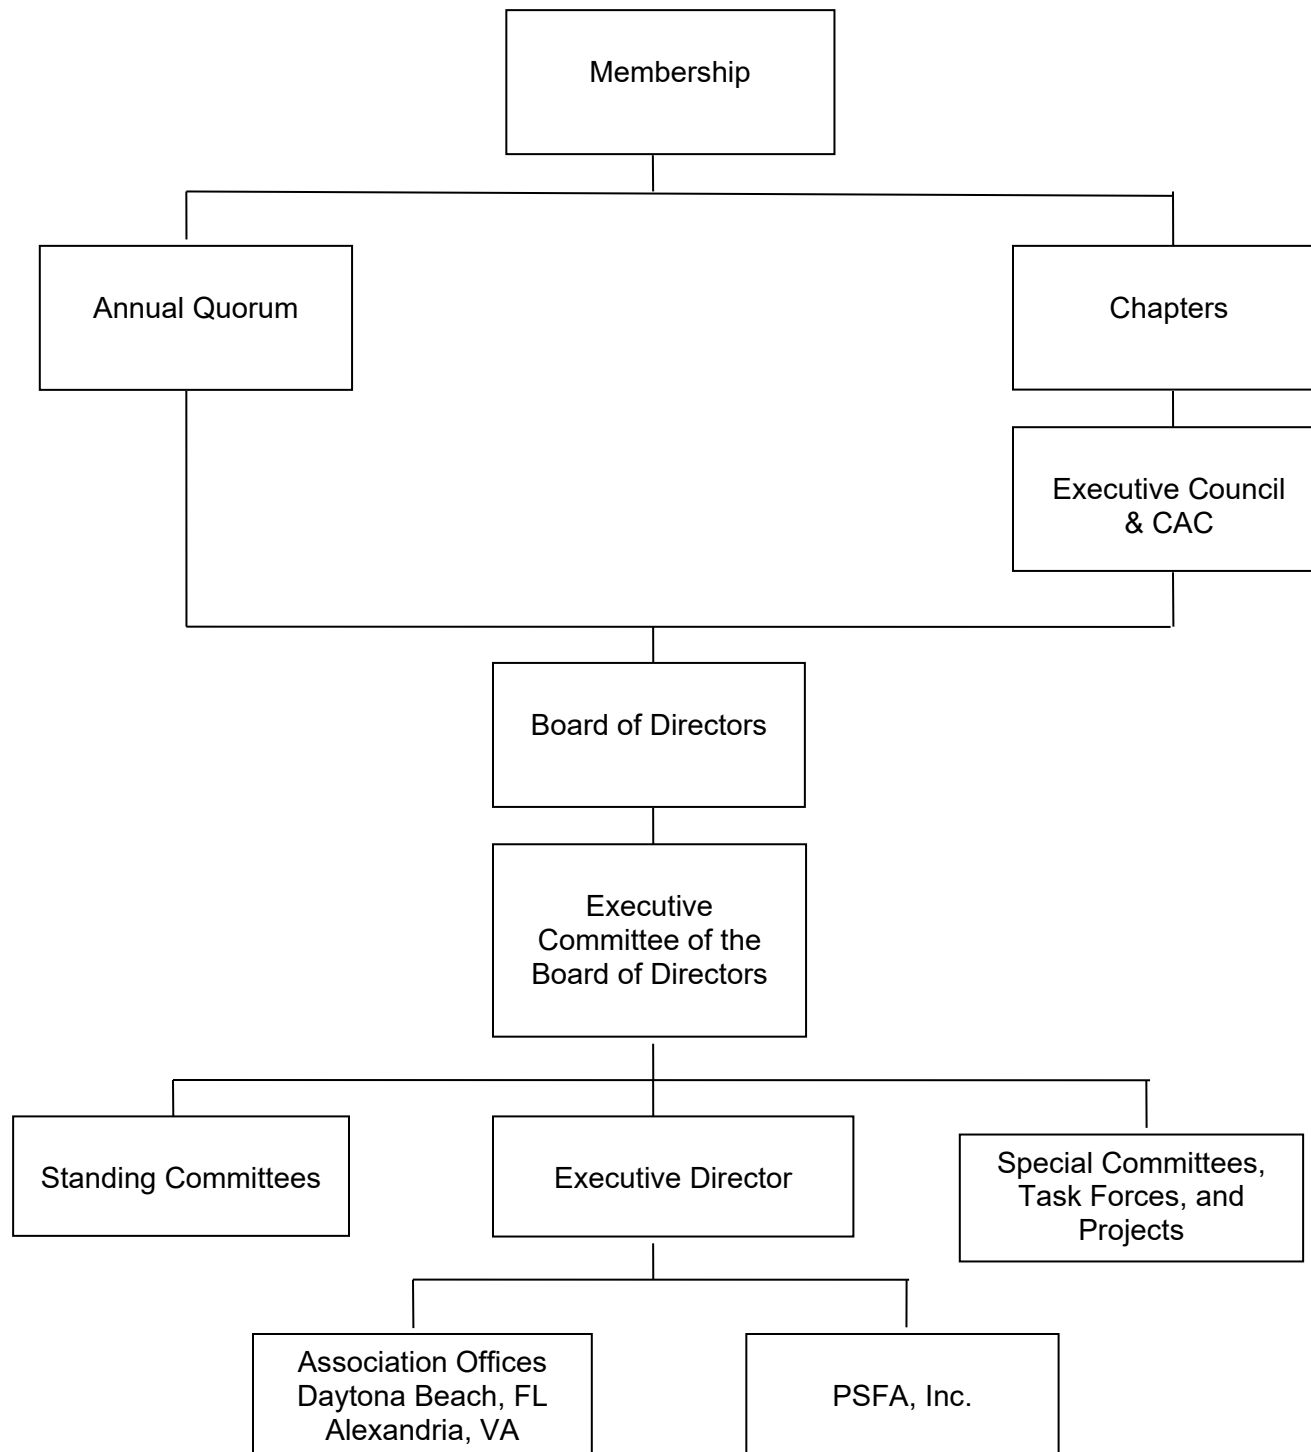 Membership
Annual Quorum
Chapters
Executive Council
& CAC
Board of Directors
Executive
Committee of the
Board of Directors
Standing Committees
Executive Director
Special Committees,
Task Forces, and
Projects
Association Offices
Daytona Beach, FL
Alexandria, VA
PSFA, Inc.